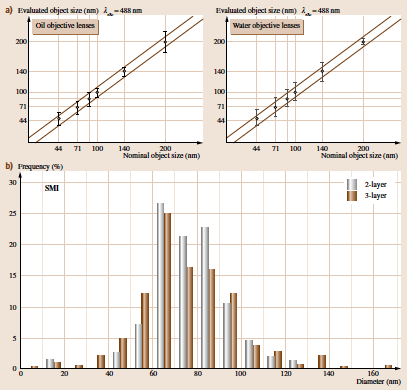 a) Evaluated object size (nm) λ = 488 nm
Oil objective lenses
200
140
100
71
44
44 71 100 140 200
Nominal object size (nm)
Evaluated object size (nm) λ = 488 nm
Water objective lenses
200
140
100
71
44
44 71 100 140 200
Nominal object size (nm)
b) Frequency (%)
30
SMI
2-layer
3-layer
25
20
15
10
5
0
0 20 40 60 80 100 120 140 160
Diameter (nm)